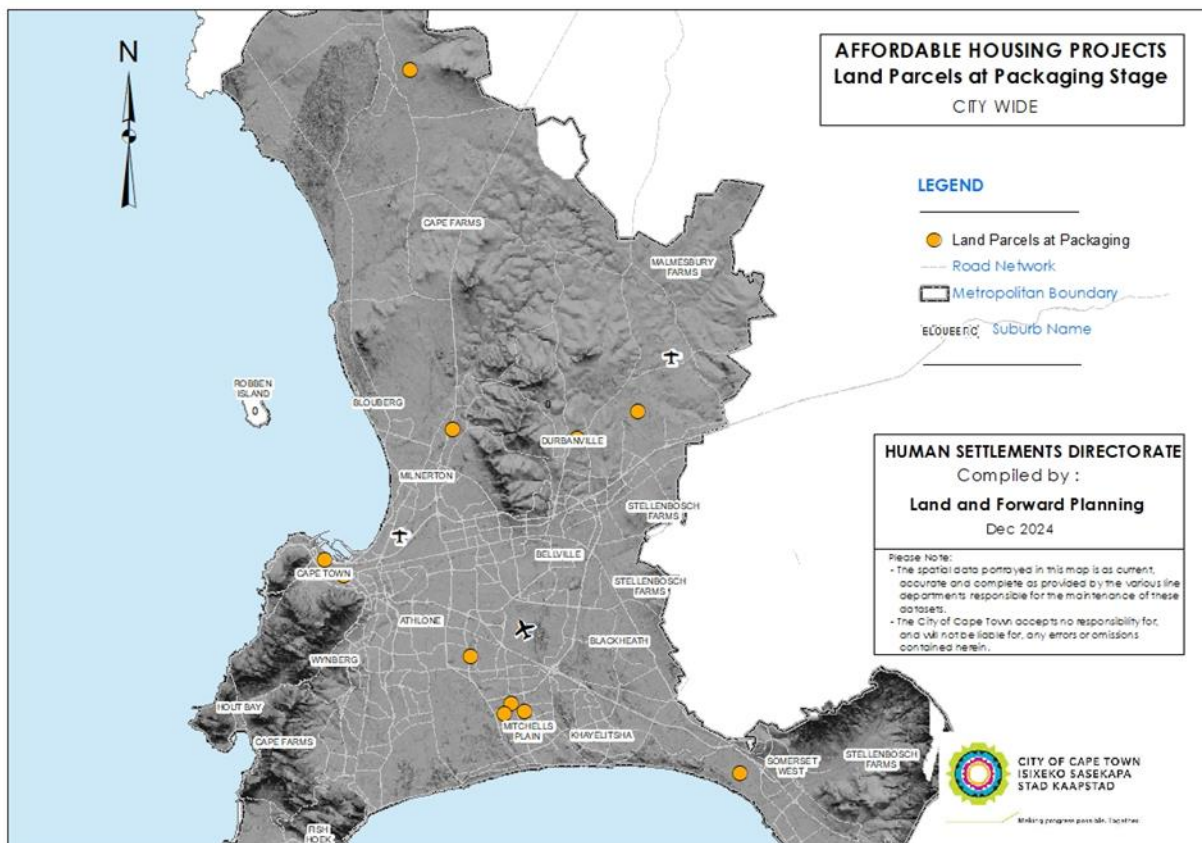 N
AFFORDABLE HOUSING PROJECTS
Land Parcels at Packaging Stage
CITY WIDE
LEGEND
Land Parcels at Packaging
Road Network
Metropolitan Boundary
Suburb Name
CAPE FARMS
MALMESBURY
FARMS
ROBBEN
ISLAND
BLOUBERG
DURBANVILLE
MILNERTON
STELLENBOSCH
FARMS
BELLVILLE
CAPE TOWN
STELLENBOSCH
FARMS
ATHLONE
BLACKHEATH
WYNBERG
HOUT BAY
MITCHELLS
PLAIN
KHAYELITSHA
CAPE FARMS
SOMERSET
WEST
STELLENBOSCH
FARMS
FISH
HOEK
HUMAN SETTLEMENTS DIRECTORATE
Compiled by :
Land and Forward Planning
Dec 2024
Please Note:
- The spatial data portrayed in this map is as current,
accurate and complete as provided by the various line
departments responsible for the maintenance of these
datasets.
- The City of Cape Town accepts no responsibility for,
and will not be liable for, any errors or omissions
contained herein.
CITY OF CAPE TOWN
ISIXEKO SASEKAPA
STAD KAAPSTAD
Making progress possible. Together.